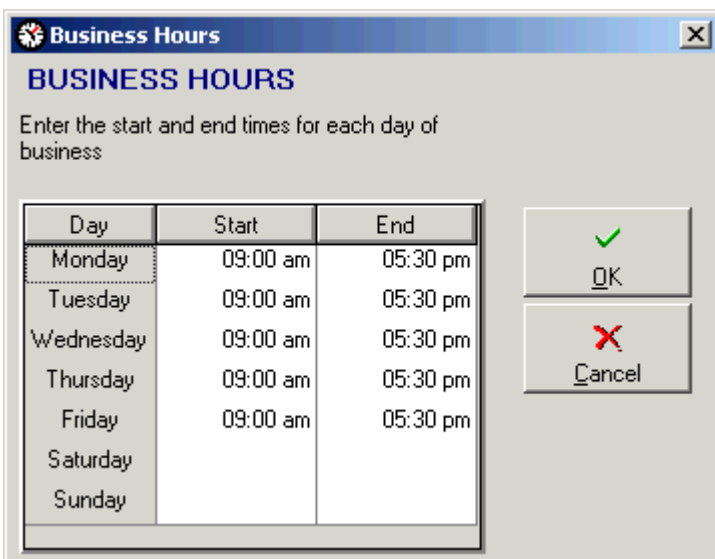 Business Hours
BUSINESS HOURS
Enter the start and end times for each day of
business
Day Start End
Monday 09:00 am 05:30 pm
Tuesday 09:00 am 05:30 pm
Wednesday 09:00 am 05:30 pm
Thursday 09:00 am 05:30 pm
Friday 09:00 am 05:30 pm
Saturday
Sunday
OK
Cancel